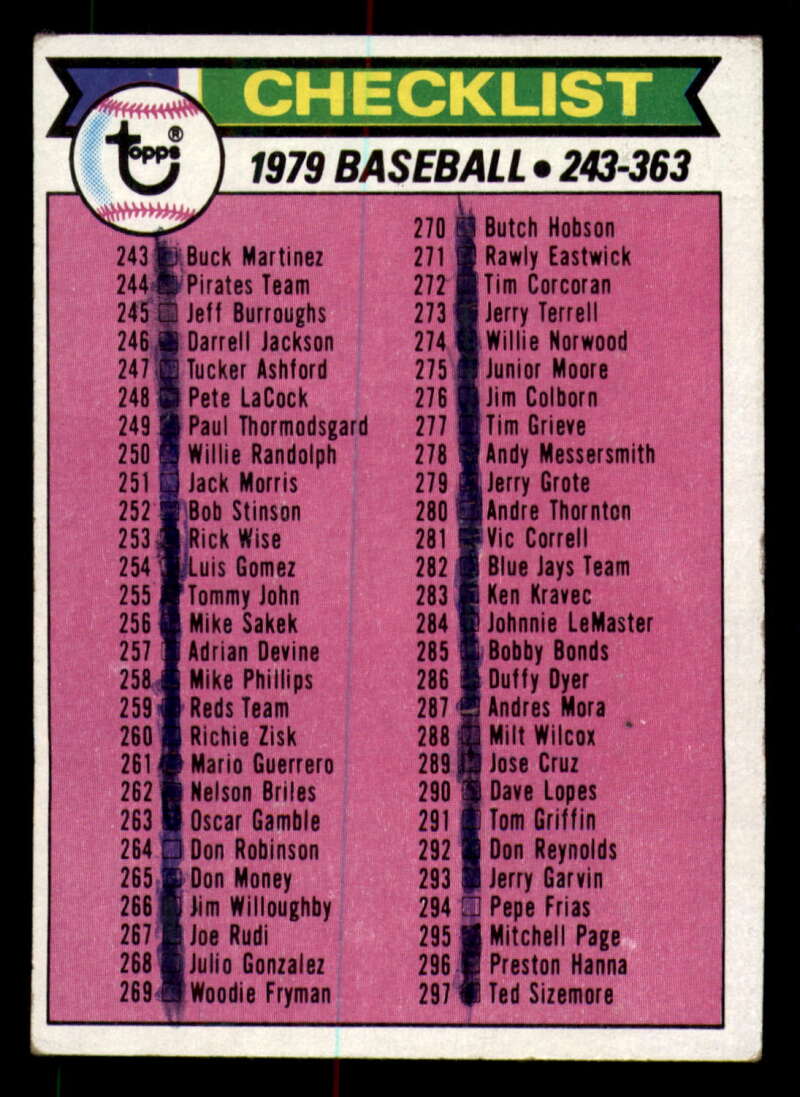 CHECKLIST
topps®
1979 BASEBALL • 243-363
243 Buck Martinez
244 Pirates Team
245 Jeff Burroughs
246 Darrell Jackson
247 Tucker Ashford
248 Pete LaCock
249 Paul Thormodsgard
250 Willie Randolph
251 Jack Morris
252 Bob Stinson
253 Rick Wise
254 Luis Gomez
255 Tommy John
256 Mike Sakek
257 Adrian Devine
258 Mike Phillips
259 Reds Team
260 Richie Zisk
261 Mario Guerrero
262 Nelson Briles
263 Oscar Gamble
264 Don Robinson
265 Don Money
266 Jim Willoughby
267 Joe Rudi
268 Julio Gonzalez
269 Woodie Fryman
270 Butch Hobson
271 Rawly Eastwick
272 Tim Corcoran
273 Jerry Terrell
274 Willie Norwood
275 Junior Moore
276 Jim Colborn
277 Tim Grieve
278 Andy Messersmith
279 Jerry Grote
280 Andre Thornton
281 Vic Correll
282 Blue Jays Team
283 Ken Kravec
284 Johnnie LeMaster
285 Bobby Bonds
286 Duffy Dyer
287 Andres Mora
288 Milt Wilcox
289 Jose Cruz
290 Dave Lopes
291 Tom Griffin
292 Don Reynolds
293 Jerry Garvin
294 Pepe Frias
295 Mitchell Page
296 Preston Hanna
297 Ted Sizemore